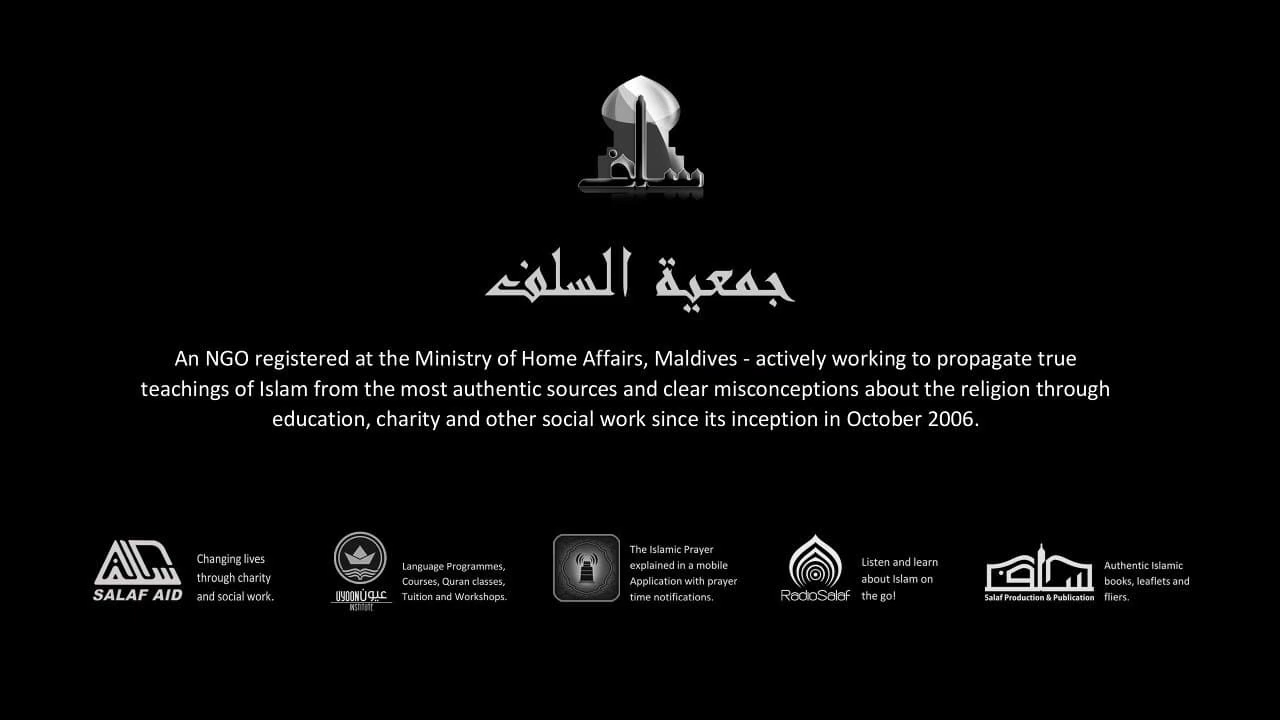 جمعية السلف
An NGO registered at the Ministry of Home Affairs, Maldives - actively working to propagate true
teachings of Islam from the most authentic sources and clear misconceptions about the religion through
education, charity and other social work since its inception in October 2006.
SALAF AID
Changing lives
through charity
and social work.
UYOON عيون
INSTITUTE
Language Programmes,
Courses, Quran classes,
Tuition and Workshops.
The Islamic Prayer
explained in a mobile
Application with prayer
time notifications.
RadioSalaf
Listen and learn
about Islam on
the go!
سلف
Salaf Production & Publication
Authentic Islamic
books, leaflets and
fliers.